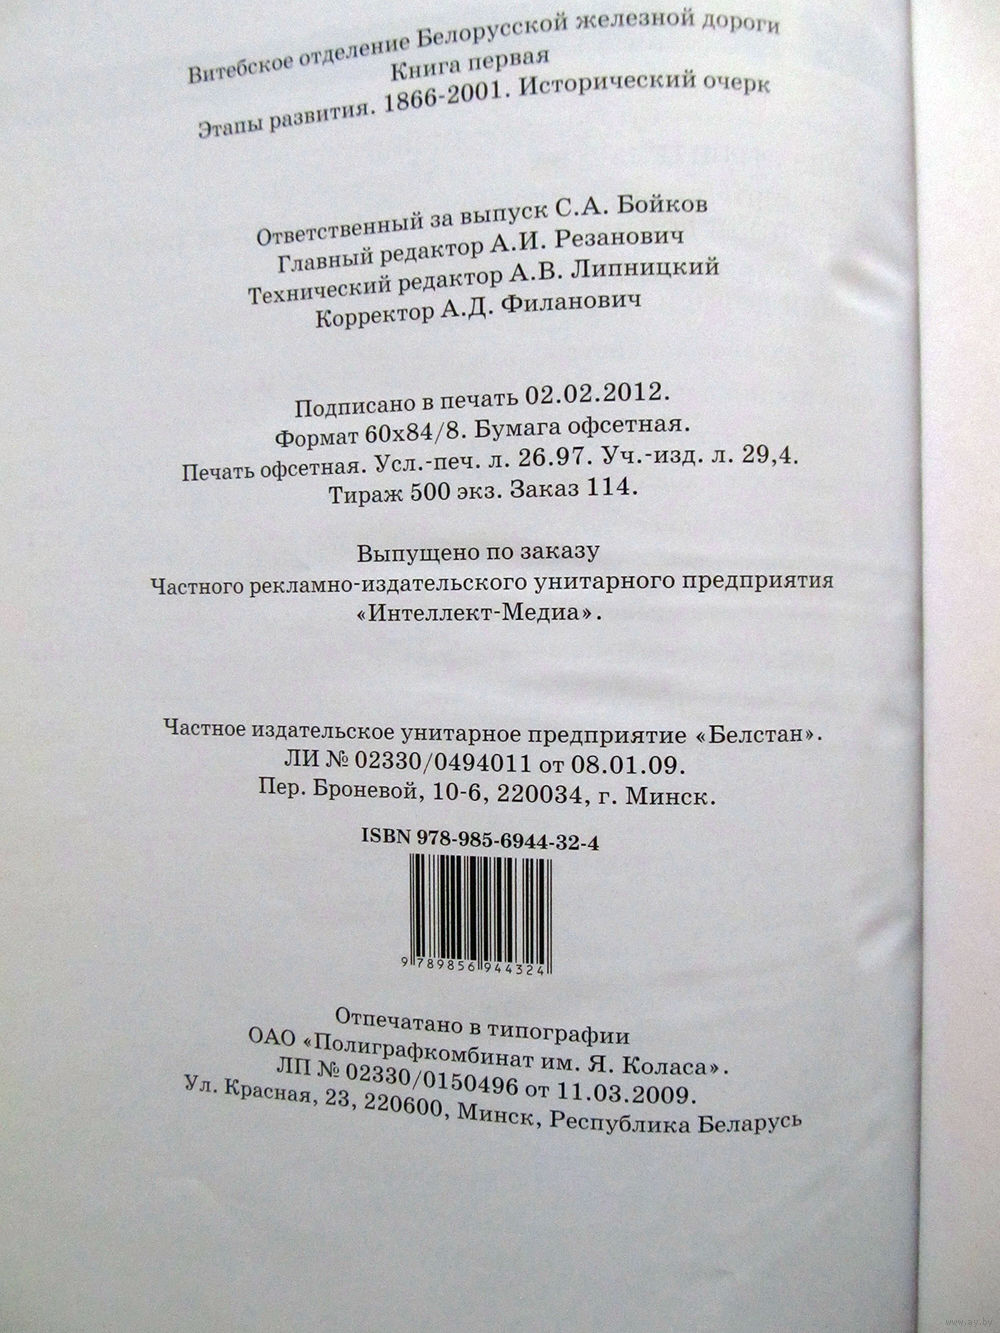 Витебское отделение Белорусской железной дороги
Книга первая
Этапы развития. 1866-2001. Исторический очерк
Ответственный за выпуск С.А. Бойков
Главный редактор А.И. Резанович
Технический редактор А.В. Липницкий
Корректор А.Д. Филанович
Подписано в печать 02.02.2012.
Формат 60x84/8. Бумага офсетная.
Печать офсетная. Усл.-печ. л. 26.97. Уч.-изд. л. 29,4.
Тираж 500 экз. Заказ 114.
Выпущено по заказу
Частного рекламно-издательского унитарного предприятия
«Интеллект-Медиа».
Частное издательское унитарное предприятие «Белстан».
ЛИ № 02330/0494011 от 08.01.09.
Пер. Броневой, 10-6, 220034, г. Минск.
ISBN 978-985-6944-32-4
9 789856 944324
Отпечатано в типографии
ОАО «Полиграфкомбинат им. Я. Коласа».
ЛП № 02330/0150496 от 11.03.2009.
Ул. Красная, 23, 220600, Минск, Республика Беларусь
www.ay.by